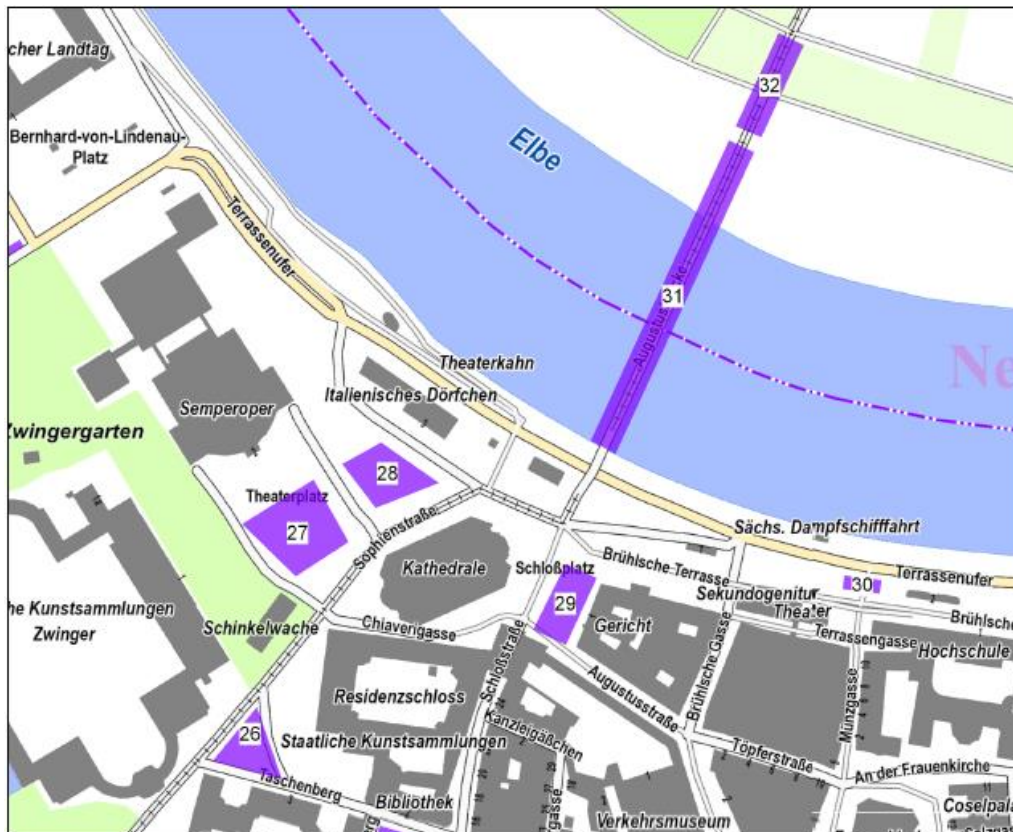 cher Landtag
32
Bernhard-von-Lindenau-
Platz
Elbe
Terrassenufer
31
Ne
Theaterkahn
Italienisches Dörfchen
Semperoper
Zwingergarten
28
Theaterplatz
27
Sophienstraße
Sächs. Dampfschifffahrt
Kathedrale
Schloßplatz
Brühlsche Terrasse
Terrassenufer
30
29
Sekundogenitur
Theater
Brühlsche
he Kunstsammlungen
Zwinger
Schinkelwache
Chiaverigasse
Gericht
Terrassengasse
Hochschule
Schloßstraße
Brühlsche Gasse
Münzgasse
Residenzschloss
Augustusstraße
26
Staatliche Kunstsammlungen
Kanzleigäßchen
Töpferstraße
An der Frauenkirche
Taschenberg
Bibliothek
Coselpala
Verkehrsmuseum